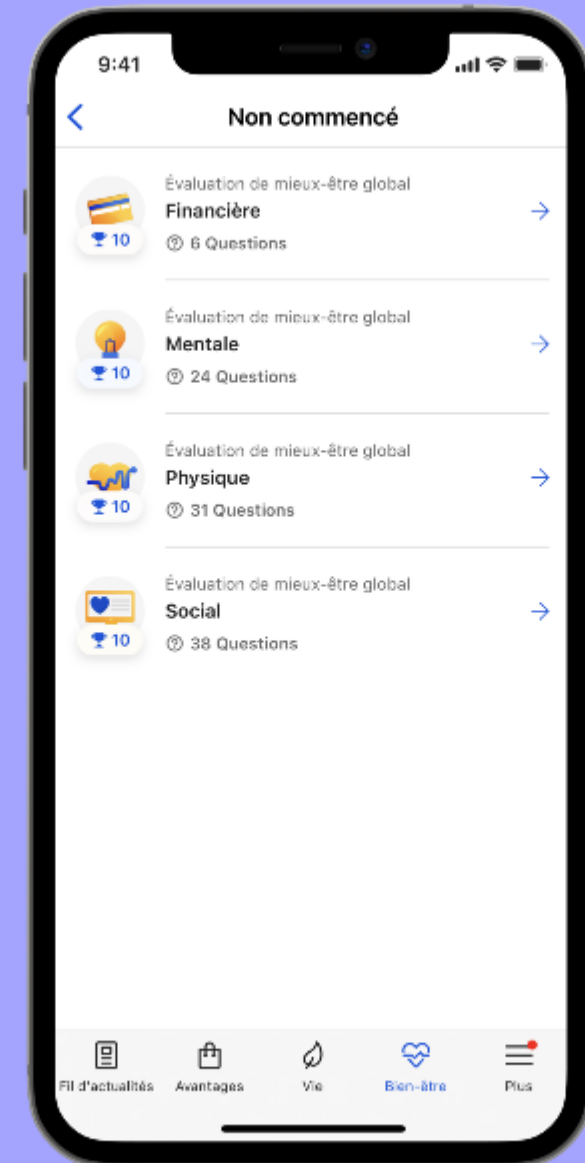 9:41
Non commencé
Évaluation de mieux-être global
Financière
10
6 Questions
Évaluation de mieux-être global
Mentale
10
24 Questions
Évaluation de mieux-être global
Physique
10
31 Questions
Évaluation de mieux-être global
Social
10
38 Questions
Fil d'actualités Avantages Vie Bien-être Plus